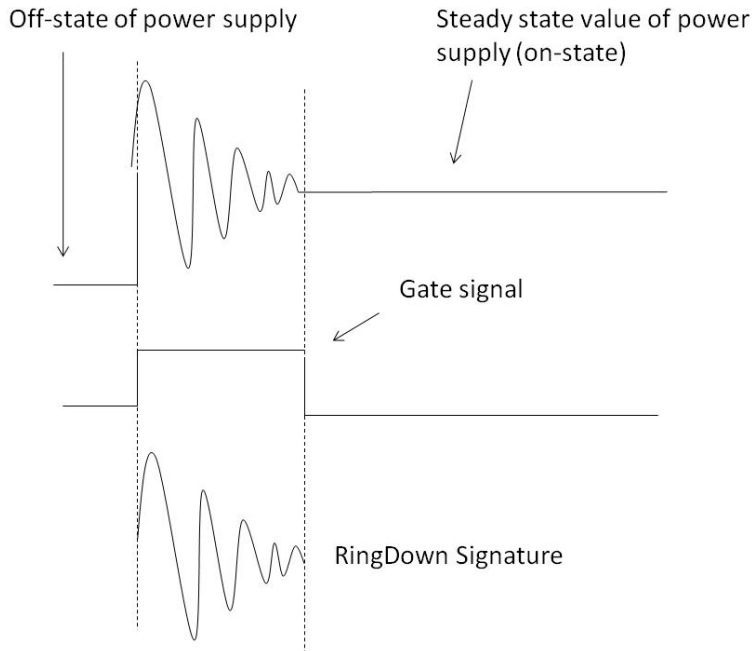 Off-state of power supply
Steady state value of power
supply (on-state)
Gate signal
RingDown Signature